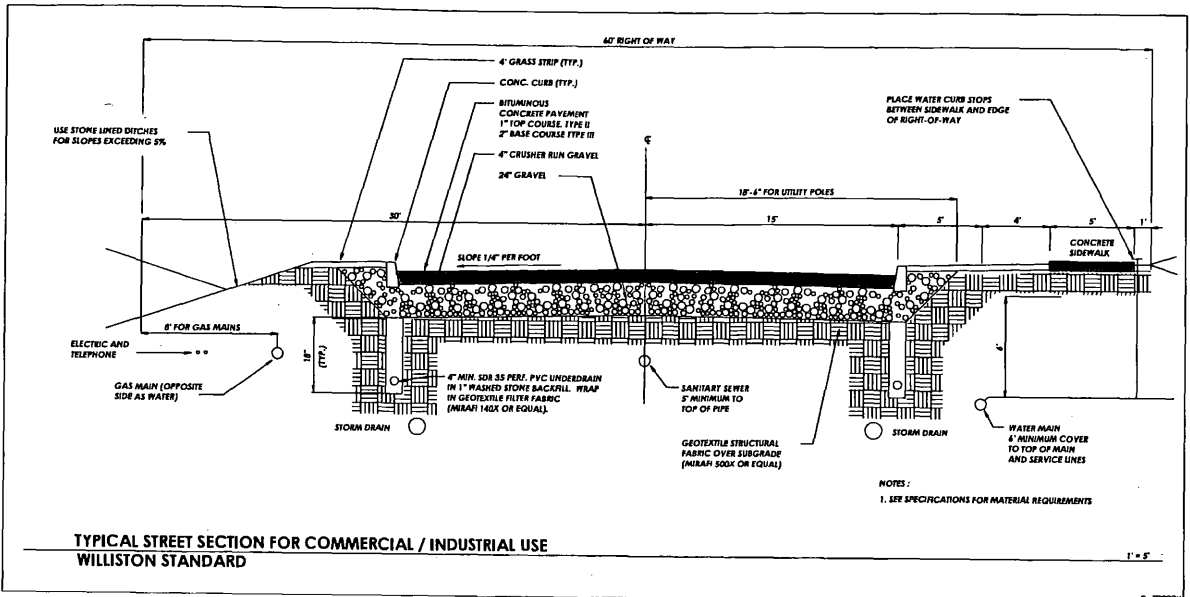 60' RIGHT OF WAY
4' GRASS STRIP (TYP.)
CONC. CURB (TYP.)
BITUMINOUS
CONCRETE PAVEMENT
1" TOP COURSE, TYPE II
2" BASE COURSE TYPE III
4" CRUSHER RUN GRAVEL
24" GRAVEL
USE STONE LINED DITCHES
FOR SLOPES EXCEEDING 5%
PLACE WATER CURB STOPS
BETWEEN SIDEWALK AND EDGE
OF RIGHT-OF-WAY
18'-6" FOR UTILITY POLES
30'
15'
5'
4'
5'
1'
SLOPE 1/4" PER FOOT
CONCRETE
SIDEWALK
8' FOR GAS MAINS
ELECTRIC AND
TELEPHONE
GAS MAIN (OPPOSITE
SIDE AS WATER)
18"
(TYP.)
4" MIN. SDR 35 PERF. PVC UNDERDRAIN
IN 1" WASHED STONE BACKFILL. WRAP
IN GEOTEXTILE FILTER FABRIC
(MIRAFI 140X OR EQUAL).
STORM DRAIN
SANITARY SEWER
5' MINIMUM TO
TOP OF PIPE
GEOTEXTILE STRUCTURAL
FABRIC OVER SUBGRADE
(MIRAFI 500X OR EQUAL)
STORM DRAIN
6'
WATER MAIN
6' MINIMUM COVER
TO TOP OF MAIN
AND SERVICE LINES
NOTES :
1. SEE SPECIFICATIONS FOR MATERIAL REQUIREMENTS
TYPICAL STREET SECTION FOR COMMERCIAL / INDUSTRIAL USE
WILLISTON STANDARD
1" = 5'